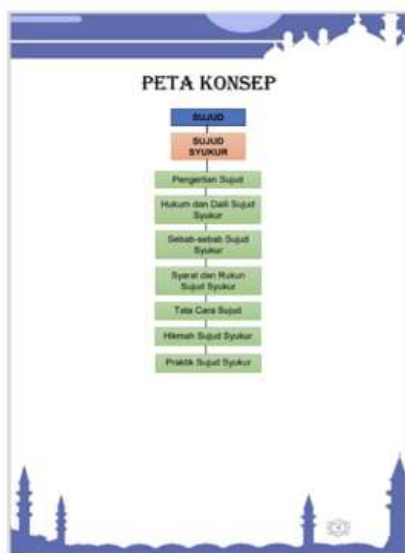 PETA KONSEP
SUJUD
SUJUD
SYUKUR
Pengertian Sujud
Hukum dan Dalil Sujud
Syukur
Sebab-sebab Sujud
Syukur
Syarat dan Rukun
Sujud Syukur
Tata Cara Sujud
Hikmah Sujud Syukur
Praktik Sujud Syukur